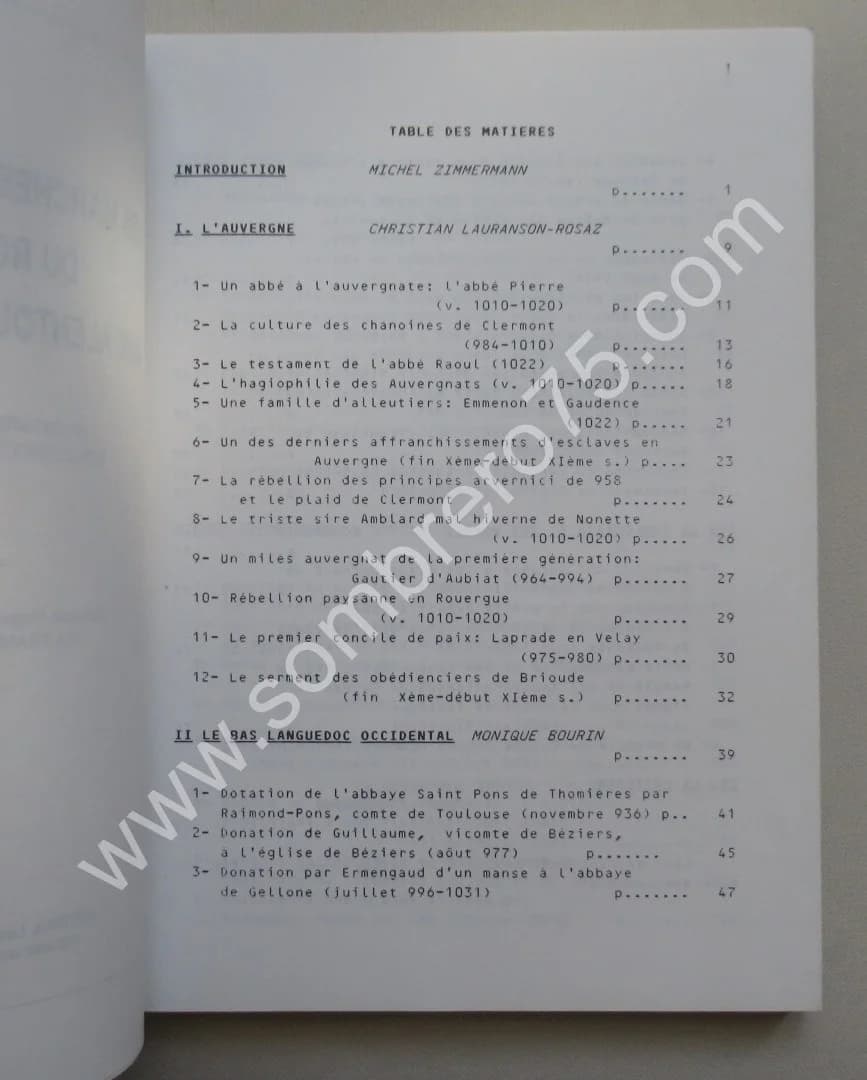 1
TABLE DES MATIERES
INTRODUCTION MICHEL ZIMMERMANN
p....... 1
I. L'AUVERGNE CHRISTIAN LAURANSON-ROSAZ
p....... 9
1- Un abbé à l'auvergnate: l'abbé Pierre
(v. 1010-1020) p....... 11
2- La culture des chanoines de Clermont
(984-1010) p....... 13
3- Le testament de l'abbé Raoul (1022) p....... 16
4- L'hagiophilie des Auvergnats (v. 1010-1020) p..... 18
5- Une famille d'alleutiers: Emmenon et Gaudence
(1022) p..... 21
6- Un des derniers affranchissements d'esclaves en
Auvergne (fin Xème-début XIème s.) p.... 23
7- La rébellion des principes arvernici de 958
et le plaid de Clermont p....... 24
8- Le triste sire Amblard mal hiverne de Nonette
(v. 1010-1020) p..... 26
9- Un miles auvergnat de la première génération:
Gautier d'Aubiat (964-994) p....... 27
10- Rébellion paysanne en Rouergue
(v. 1010-1020) p....... 29
11- Le premier concile de paix: Laprade en Velay
(975-980) p....... 30
12- Le serment des obédienciers de Brioude
(fin Xème-début XIème s.) p....... 32
II LE BAS LANGUEDOC OCCIDENTAL MONIQUE BOURIN
p....... 39
1- Dotation de l'abbaye Saint Pons de Thomières par
Raimond-Pons, comte de Toulouse (novembre 936) p.. 41
2- Donation de Guillaume, vicomte de Béziers,
à l'église de Béziers (aôut 977) p....... 45
3- Donation par Ermengaud d'un manse à l'abbaye
de Gellone (juillet 996-1031) p....... 47
www.sombrero75.com